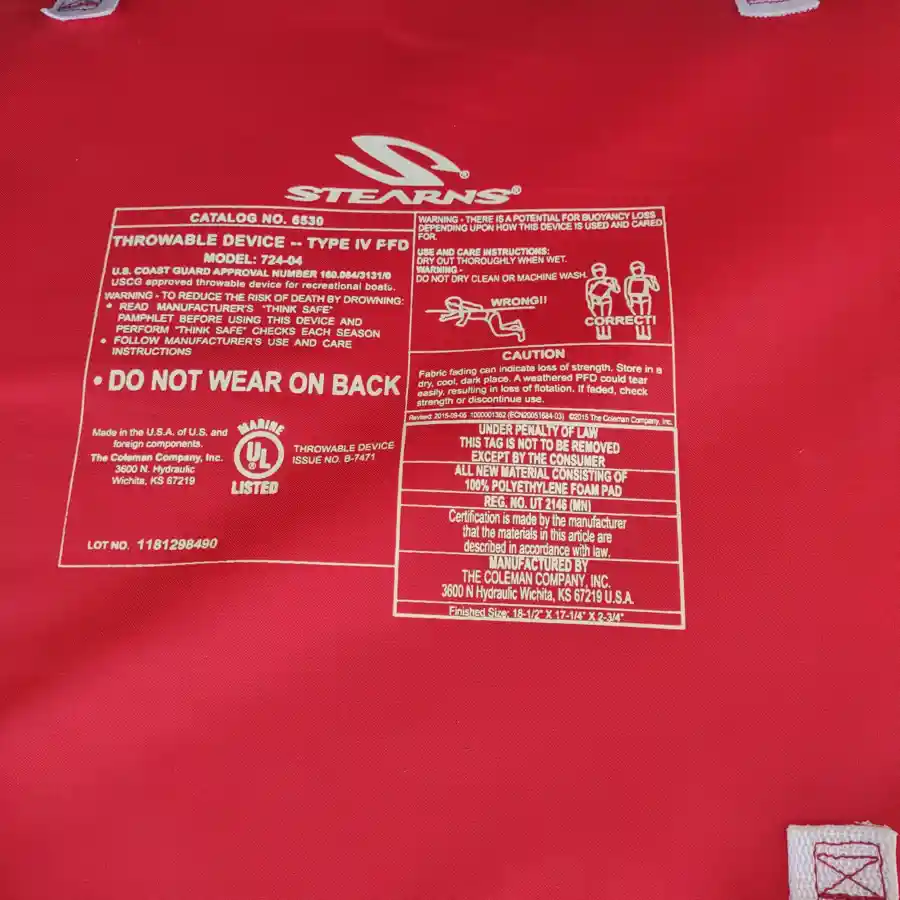 STEARNS®
CATALOG NO. 6530
THROWABLE DEVICE -- TYPE IV PFD
MODEL: 724-04
U.S. COAST GUARD APPROVAL NUMBER 160.064/3131/0
USCG approved throwable device for recreational boats.
WARNING - TO REDUCE THE RISK OF DEATH BY DROWNING:
• READ MANUFACTURER'S "THINK SAFE"
PAMPHLET BEFORE USING THIS DEVICE AND
PERFORM "THINK SAFE" CHECKS EACH SEASON
• FOLLOW MANUFACTURER'S USE AND CARE
INSTRUCTIONS
• DO NOT WEAR ON BACK
Made in the U.S.A. of U.S. and
foreign components.
The Coleman Company, Inc.
3600 N. Hydraulic
Wichita, KS 67219
MARINE
UL
®
LISTED
THROWABLE DEVICE
ISSUE NO. B-7471
LOT NO. 1181298490
WARNING - THERE IS A POTENTIAL FOR BUOYANCY LOSS
DEPENDING UPON HOW THIS DEVICE IS USED AND CARED
FOR.
USE AND CARE INSTRUCTIONS:
DRY OUT THOROUGHLY WHEN WET.
WARNING -
DO NOT DRY CLEAN OR MACHINE WASH.
WRONG!!
CORRECT!
CAUTION
Fabric fading can indicate loss of strength. Store in a
dry, cool, dark place. A weathered PFD could tear
easily, resulting in loss of flotation. If faded, check
strength or discontinue use.
Revised: 2015-09-05 1000001362 (ECN20051684-03) ©2015 The Coleman Company, Inc.
UNDER PENALTY OF LAW
THIS TAG IS NOT TO BE REMOVED
EXCEPT BY THE CONSUMER
ALL NEW MATERIAL CONSISTING OF
100% POLYETHYLENE FOAM PAD
REG. NO. UT 2146 (MN)
Certification is made by the manufacturer
that the materials in this article are
described in accordance with law.
MANUFACTURED BY
THE COLEMAN COMPANY, INC.
3600 N Hydraulic Wichita, KS 67219 U.S.A.
Finished Size: 18-1/2" X 17-1/4" X 2-3/4"